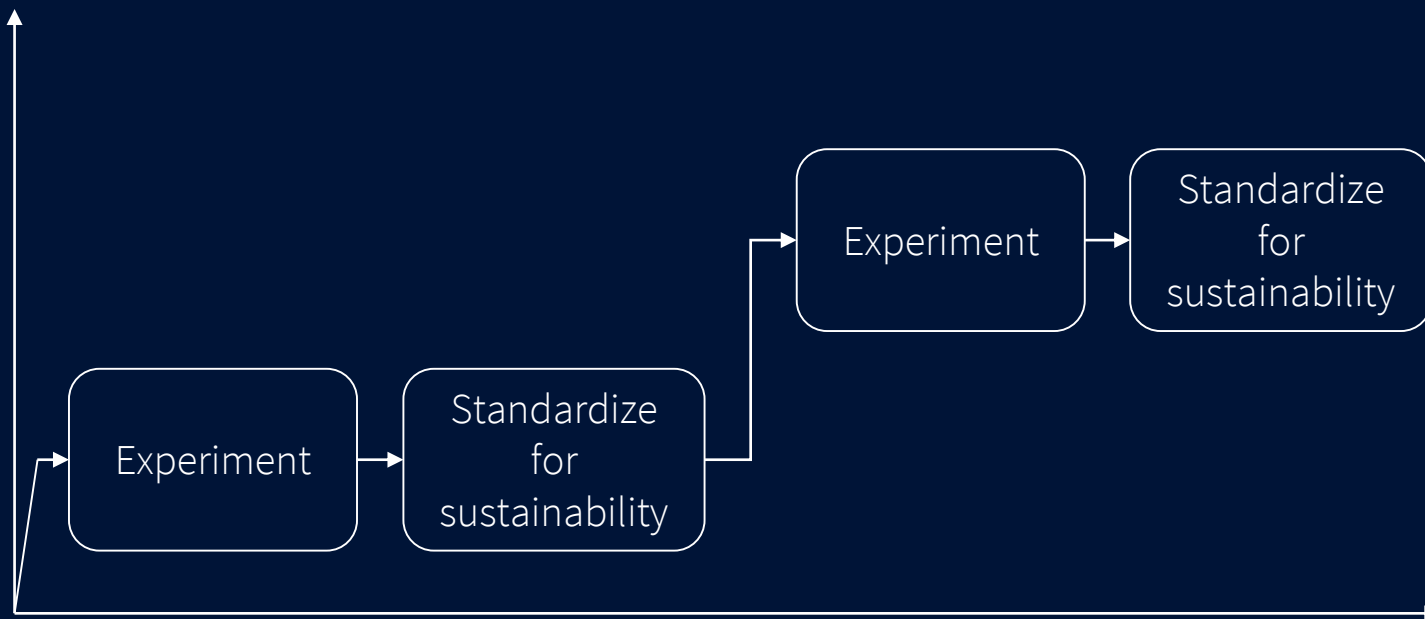 Experiment
Standardize
for
sustainability
Experiment
Standardize
for
sustainability